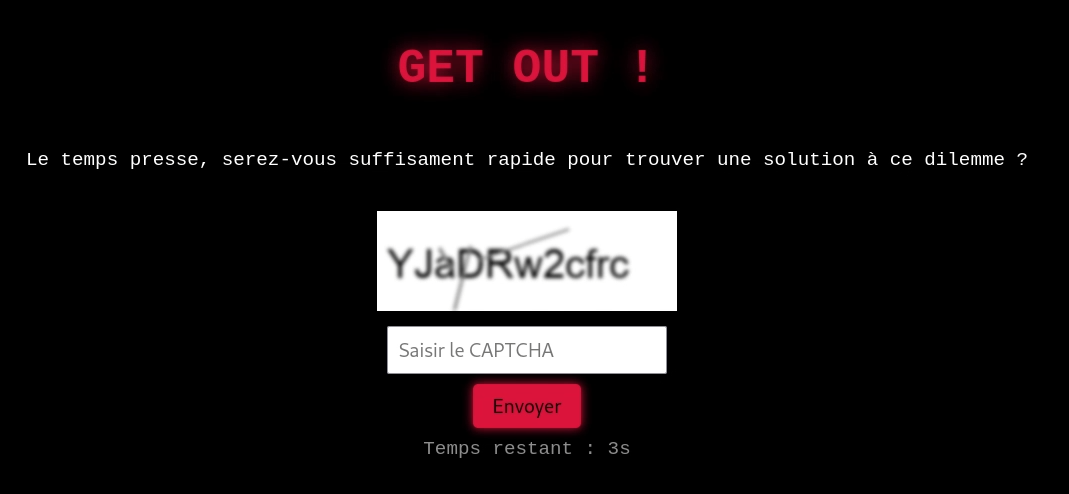 GET OUT !
Le temps presse, serez-vous suffisament rapide pour trouver une solution à ce dilemme ?
YJàDRw2cfrc
Saisir le CAPTCHA
Envoyer
Temps restant : 3s